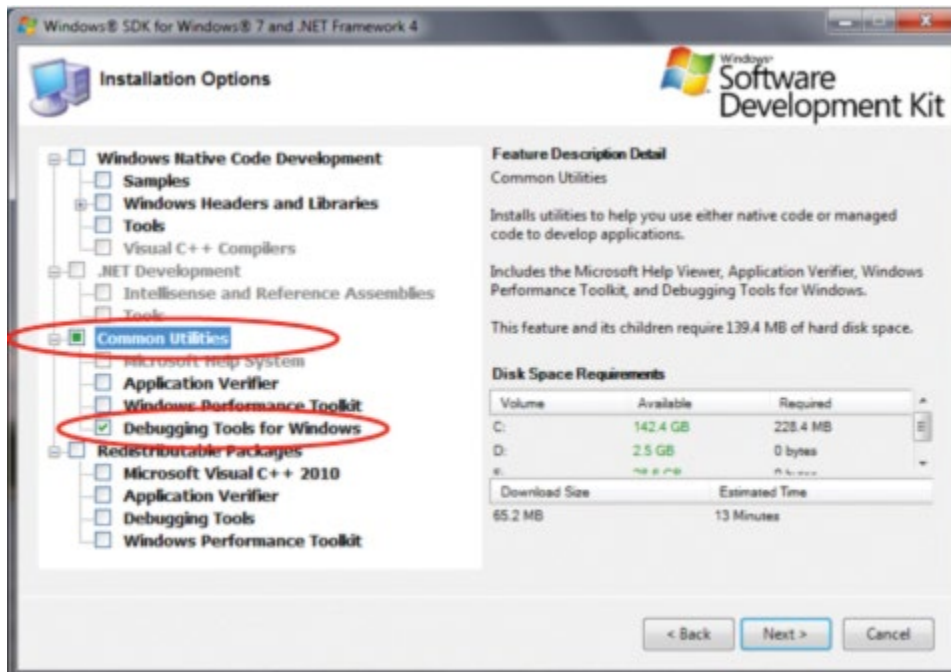 Windows® SDK for Windows® 7 and .NET Framework 4
Installation Options
Windows®
Software
Development Kit
Windows Native Code Development
Samples
Windows Headers and Libraries
Tools
Visual C++ Compilers
.NET Development
Intellisense and Reference Assemblies
Tools
Common Utilities
Microsoft Help System
Application Verifier
Windows Performance Toolkit
Debugging Tools for Windows
Redistributable Packages
Microsoft Visual C++ 2010
Application Verifier
Debugging Tools
Windows Performance Toolkit
Feature Description Detail
Common Utilities
Installs utilities to help you use either native code or managed
code to develop applications.
Includes the Microsoft Help Viewer, Application Verifier, Windows
Performance Toolkit, and Debugging Tools for Windows.
This feature and its children require 139.4 MB of hard disk space.
Disk Space Requirements
Volume Available Required
C: 142.4 GB 228.4 MB
D: 2.5 GB 0 bytes
Download Size Estimated Time
65.2 MB 13 Minutes
< Back Next > Cancel